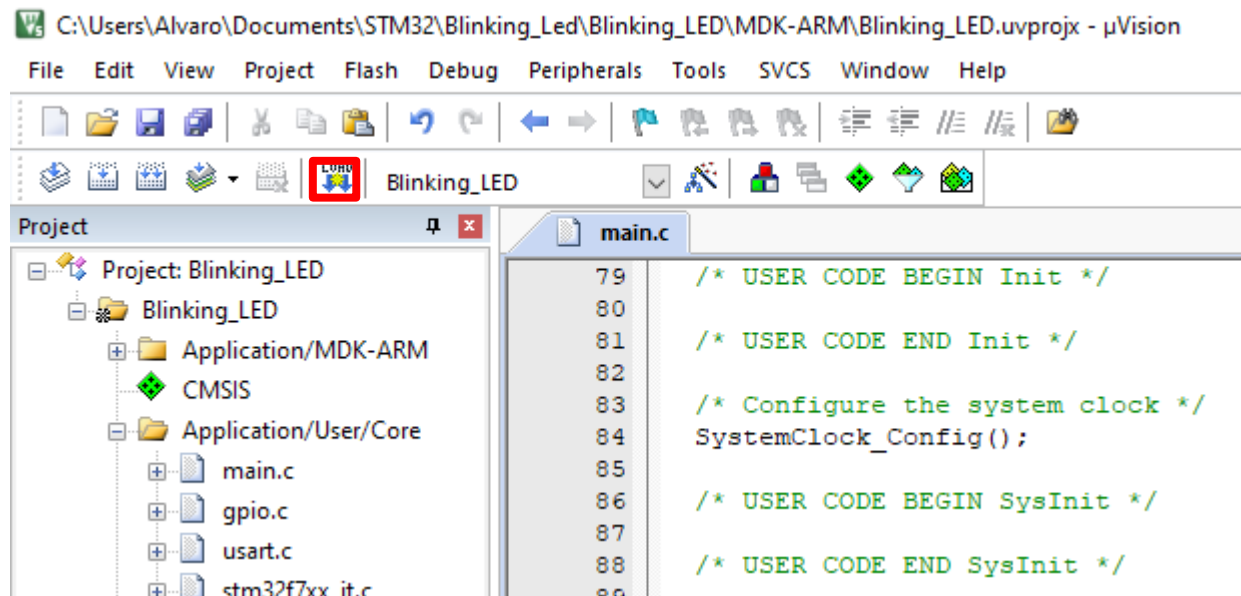 C:\Users\Alvaro\Documents\STM32\Blinking_Led\Blinking_LED\MDK-ARM\Blinking_LED.uvprojx - µVision
File Edit View Project Flash Debug Peripherals Tools SVCS Window Help
LOAD Blinking_LED
Project
main.c
Project: Blinking_LED
Blinking_LED
Application/MDK-ARM
CMSIS
Application/User/Core
main.c
gpio.c
usart.c
stm32f7xx_it.c
79 /* USER CODE BEGIN Init */
80
81 /* USER CODE END Init */
82
83 /* Configure the system clock */
84 SystemClock_Config();
85
86 /* USER CODE BEGIN SysInit */
87
88 /* USER CODE END SysInit */
89